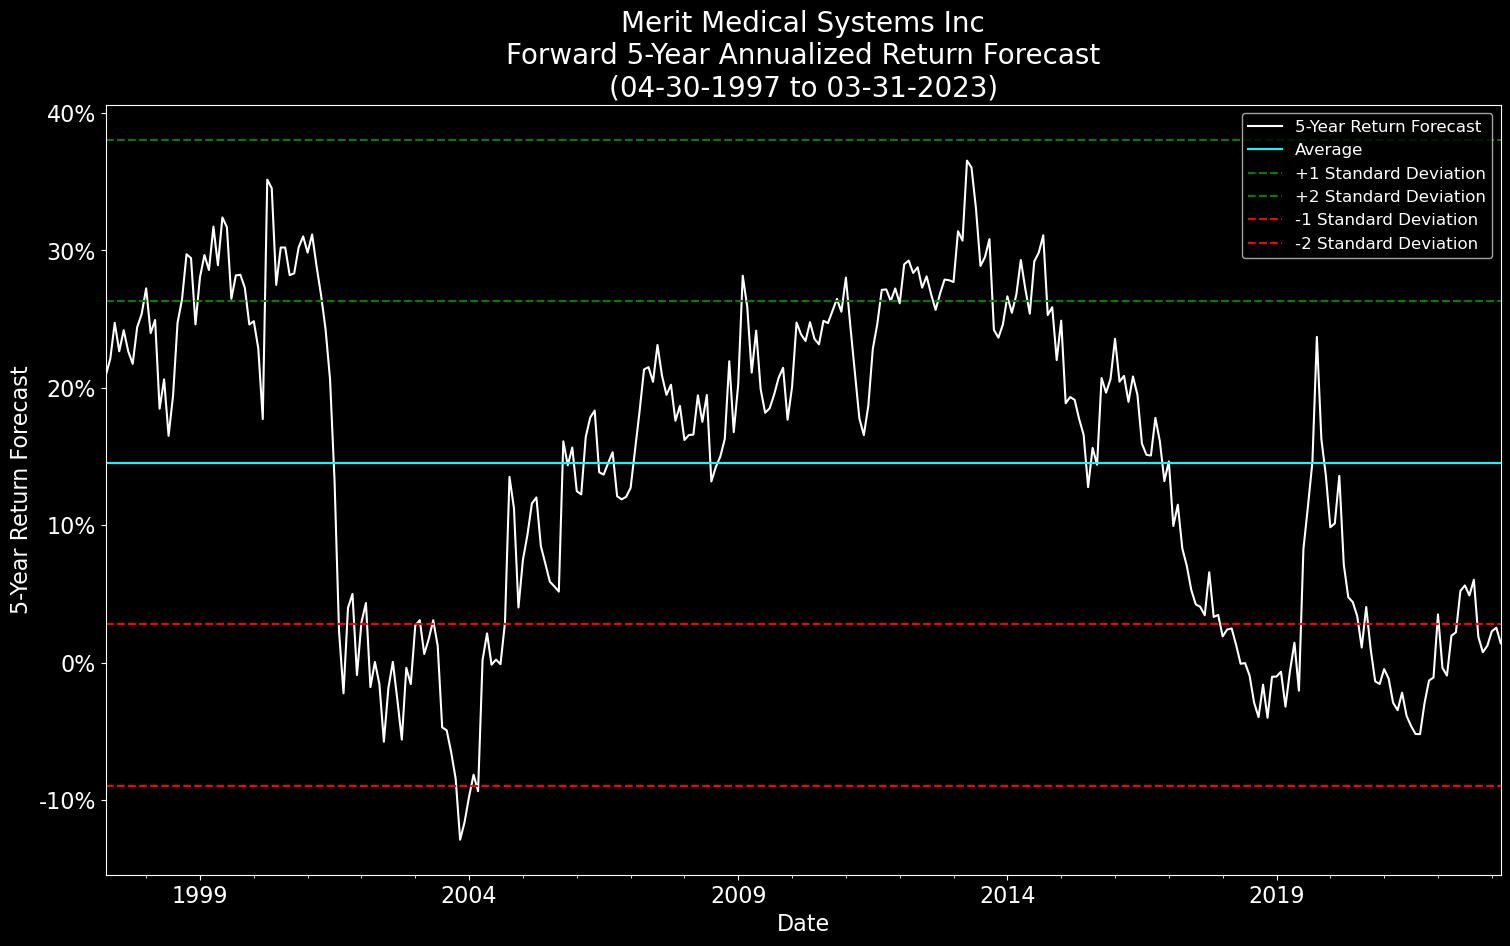 Merit Medical Systems Inc
Forward 5-Year Annualized Return Forecast
(04-30-1997 to 03-31-2023)
40%
30%
20%
10%
0%
-10%
5-Year Return Forecast
5-Year Return Forecast
Average
+1 Standard Deviation
+2 Standard Deviation
-1 Standard Deviation
-2 Standard Deviation
1999 2004 2009 2014 2019
Date